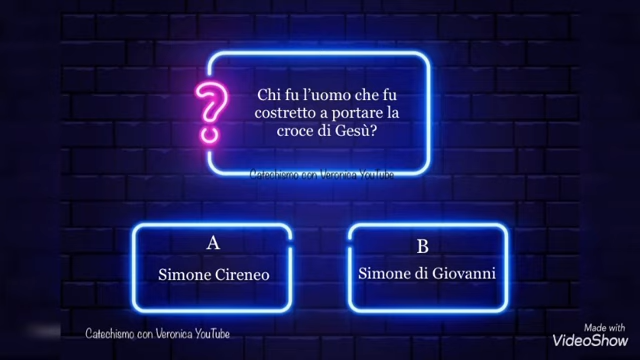 Chi fu l’uomo che fu
costretto a portare la
croce di Gesù?
Catechismo con Veronica YouTube
A
Simone Cireneo
B
Simone di Giovanni
Catechismo con Veronica YouTube
Made with
VideoShow